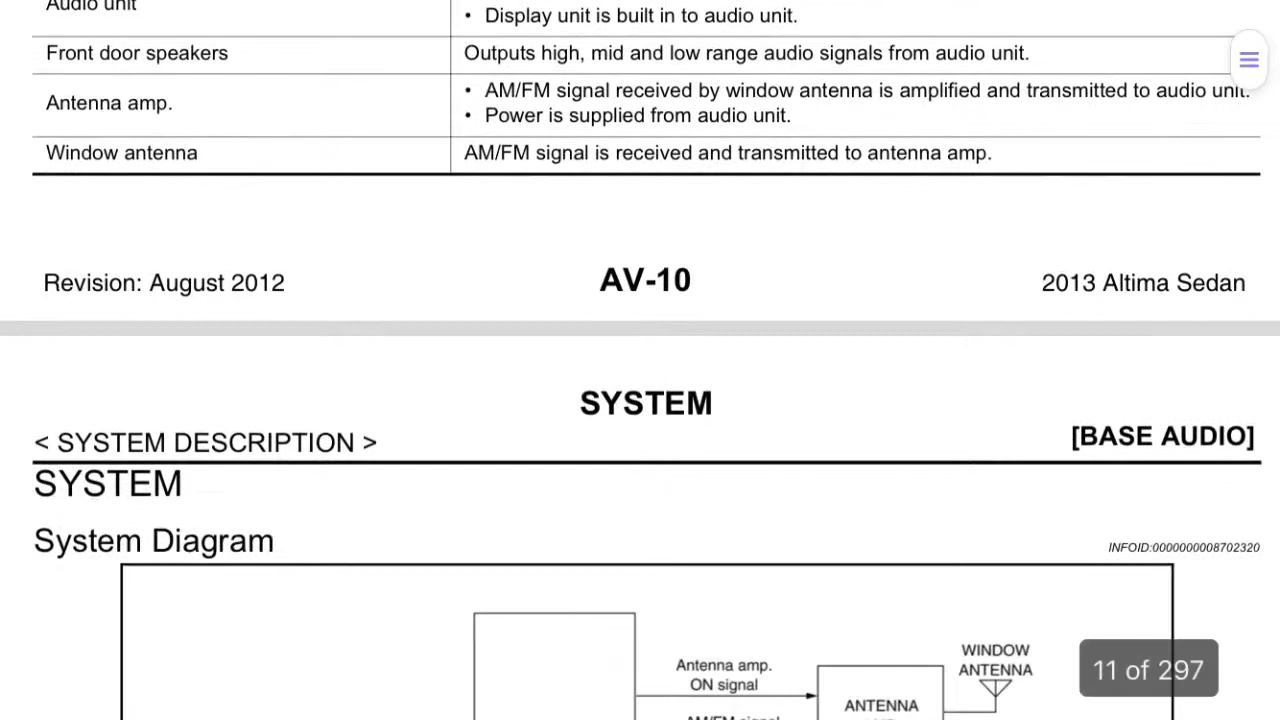 Audio unit
• Display unit is built in to audio unit.
Front door speakers
Outputs high, mid and low range audio signals from audio unit.
Antenna amp.
• AM/FM signal received by window antenna is amplified and transmitted to audio unit.
• Power is supplied from audio unit.
Window antenna
AM/FM signal is received and transmitted to antenna amp.
Revision: August 2012
AV-10
2013 Altima Sedan
SYSTEM
< SYSTEM DESCRIPTION >
[BASE AUDIO]
SYSTEM
System Diagram
INFOID:0000000008702320
Antenna amp.
ON signal
AM/FM signal
ANTENNA
WINDOW
ANTENNA
11 of 297